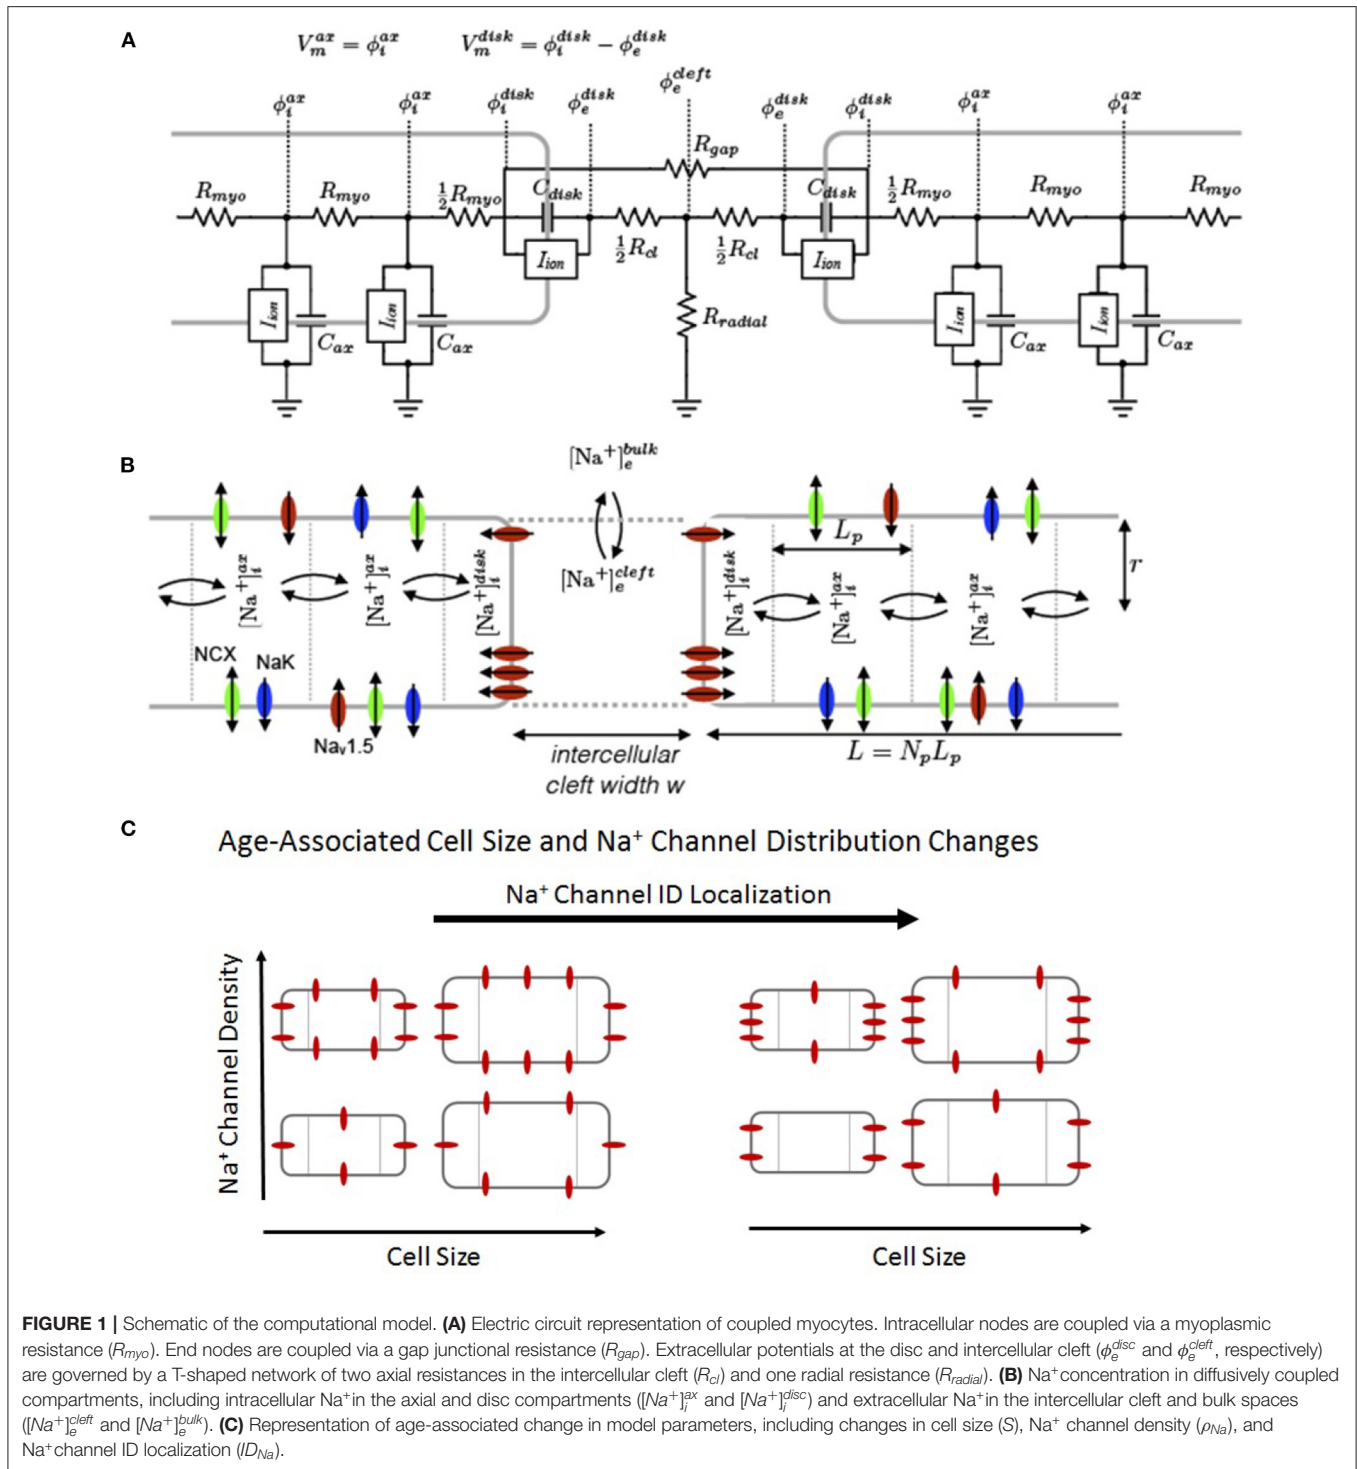 A
V_m^{ax} = ϕ_i^{ax}    V_m^{disk} = ϕ_i^{disk} − ϕ_e^{disk}
ϕ_e^{cleft}
ϕ_i^{ax} ϕ_i^{ax} ϕ_i^{disk} ϕ_e^{disk} ϕ_e^{disk} ϕ_i^{disk} ϕ_i^{ax} ϕ_i^{ax}
R_{gap}
R_{myo} R_{myo} ½R_{myo} C_{disk} C_{disk} ½R_{myo} R_{myo} R_{myo}
I_{ion} ½R_{cl} ½R_{cl} I_{ion}
I_{ion} I_{ion} R_{radial} I_{ion} I_{ion}
C_{ax} C_{ax} C_{ax} C_{ax}
B
[Na⁺]_e^{bulk}
L_p
[Na⁺]_i^{ax} [Na⁺]_i^{ax} [Na⁺]_i^{disk} [Na⁺]_e^{cleft} [Na⁺]_i^{disk} [Na⁺]_i^{ax} [Na⁺]_i^{ax} r
NCX NaK
Naᵥ1.5
intercellular
cleft width w
L = N_pL_p
C
Age-Associated Cell Size and Na⁺ Channel Distribution Changes
Na⁺ Channel ID Localization
Na⁺ Channel Density
Cell Size Cell Size
FIGURE 1 | Schematic of the computational model. (A) Electric circuit representation of coupled myocytes. Intracellular nodes are coupled via a myoplasmic
resistance (R_{myo}). End nodes are coupled via a gap junctional resistance (R_{gap}). Extracellular potentials at the disc and intercellular cleft (ϕ_e^{disc} and ϕ_e^{cleft}, respectively)
are governed by a T-shaped network of two axial resistances in the intercellular cleft (R_{cl}) and one radial resistance (R_{radial}). (B) Na⁺concentration in diffusively coupled
compartments, including intracellular Na⁺in the axial and disc compartments ([Na⁺]_i^{ax} and [Na⁺]_i^{disc}) and extracellular Na⁺in the intercellular cleft and bulk spaces
([Na⁺]_e^{cleft} and [Na⁺]_e^{bulk}). (C) Representation of age-associated change in model parameters, including changes in cell size (S), Na⁺ channel density (ρ_{Na}), and
Na⁺channel ID localization (ID_{Na}).